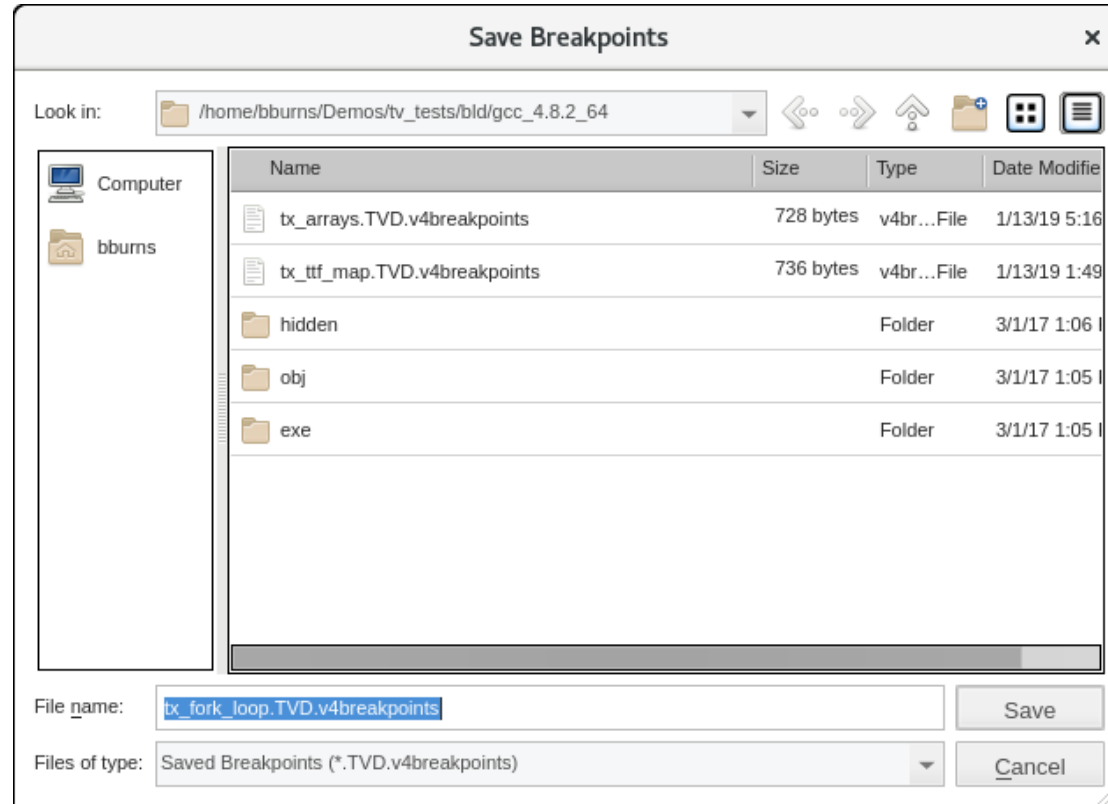 Save Breakpoints
Look in: /home/bburns/Demos/tv_tests/bld/gcc_4.8.2_64
Computer
bburns
Name Size Type Date Modifie
tx_arrays.TVD.v4breakpoints 728 bytes v4br...File 1/13/19 5:16
tx_ttf_map.TVD.v4breakpoints 736 bytes v4br...File 1/13/19 1:49
hidden Folder 3/1/17 1:06
obj Folder 3/1/17 1:05
exe Folder 3/1/17 1:05
File name: tx_fork_loop.TVD.v4breakpoints Save
Files of type: Saved Breakpoints (*.TVD.v4breakpoints) Cancel